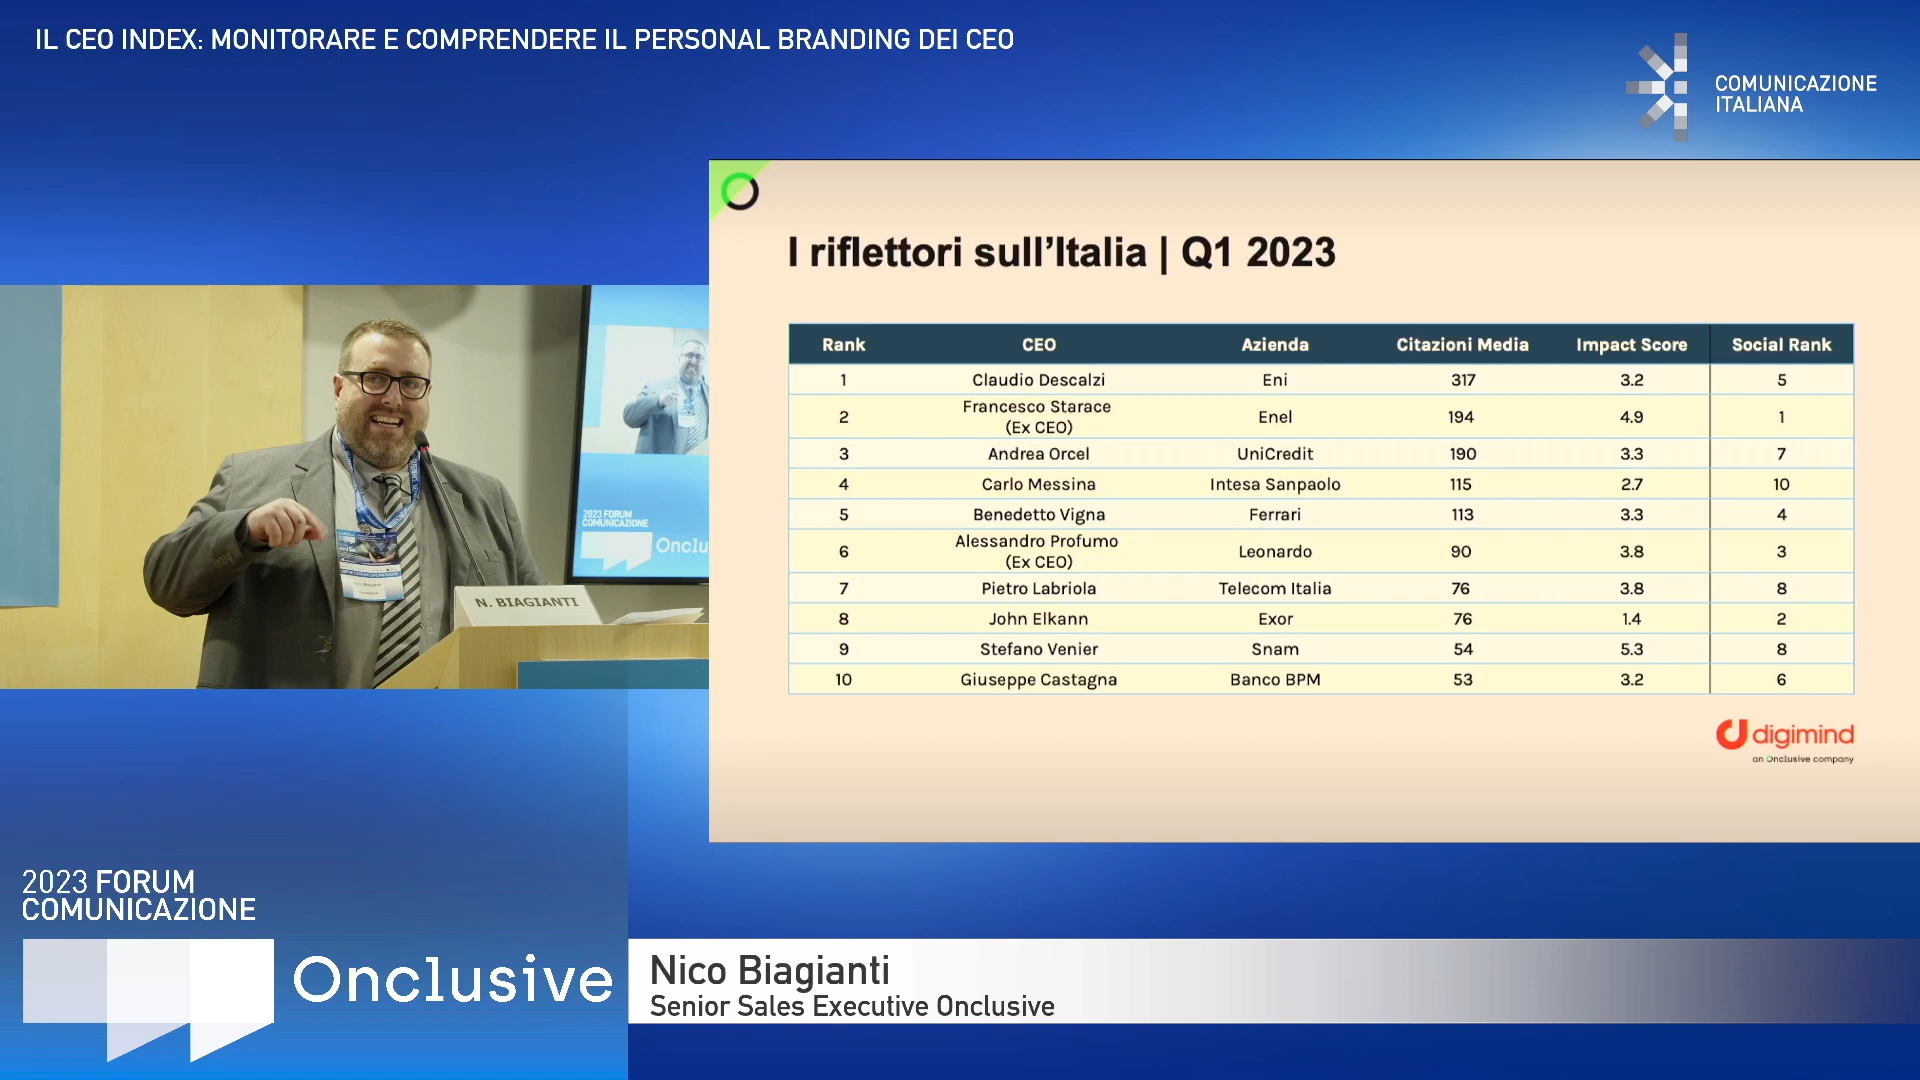 IL CEO INDEX: MONITORARE E COMPRENDERE IL PERSONAL BRANDING DEI CEO
COMUNICAZIONE
ITALIANA
I riflettori sull'Italia | Q1 2023
Rank CEO Azienda Citazioni Media Impact Score Social Rank
1 Claudio Descalzi Eni 317 3.2 5
2 Francesco Starace (Ex CEO) Enel 194 4.9 1
3 Andrea Orcel UniCredit 190 3.3 7
4 Carlo Messina Intesa Sanpaolo 115 2.7 10
5 Benedetto Vigna Ferrari 113 3.3 4
6 Alessandro Profumo (Ex CEO) Leonardo 90 3.8 3
7 Pietro Labriola Telecom Italia 76 3.8 8
8 John Elkann Exor 76 1.4 2
9 Stefano Venier Snam 54 5.3 8
10 Giuseppe Castagna Banco BPM 53 3.2 6
digimind
an Onclusive company
2023 FORUM
COMUNICAZIONE
Onclu
N. BIAGIANTI
2023 FORUM
COMUNICAZIONE
Onclusive
Nico Biagianti
Senior Sales Executive Onclusive